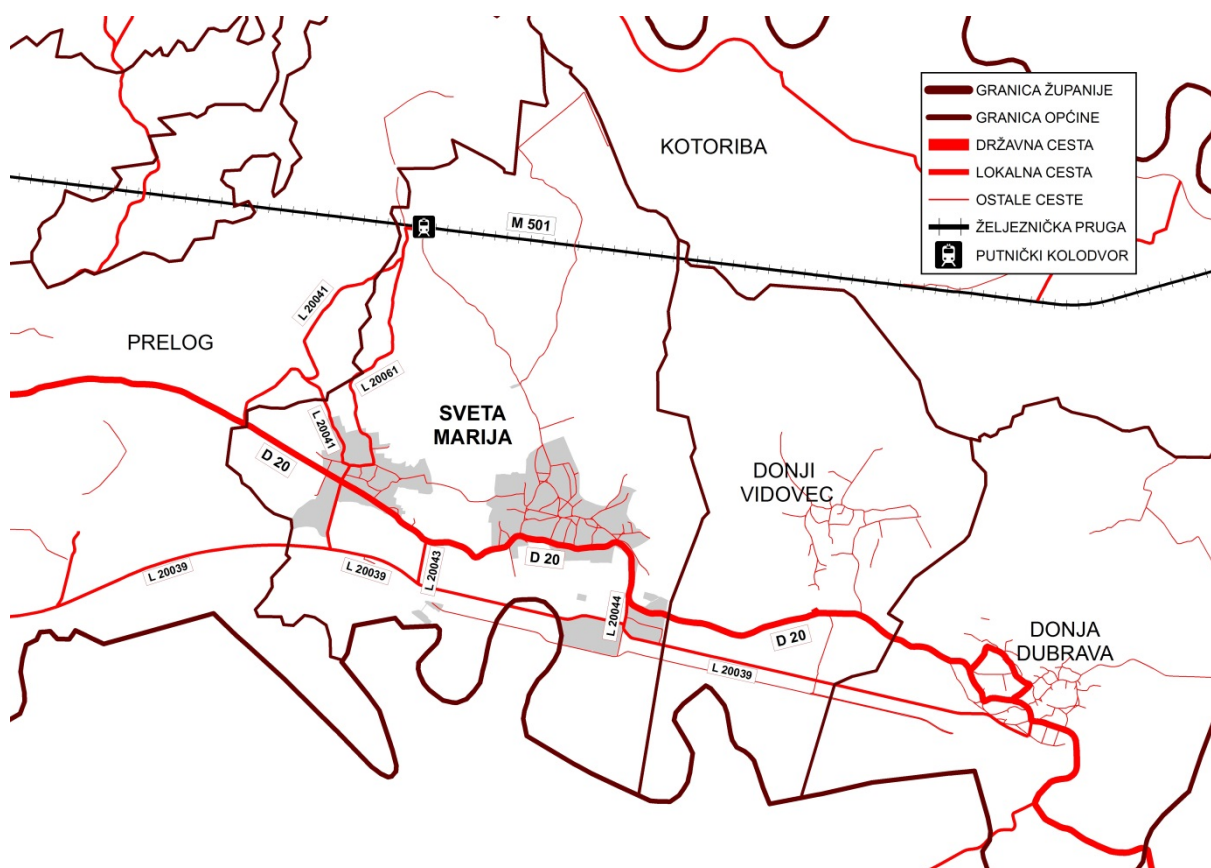 GRANICA ŽUPANIJE
GRANICA OPĆINE
DRŽAVNA CESTA
LOKALNA CESTA
OSTALE CESTE
ŽELJEZNIČKA PRUGA
PUTNIČKI KOLODVOR
KOTORIBA
M 501
L 20041
PRELOG
L 20061
SVETA
MARIJA
L 20041
D 20
DONJI
VIDOVEC
L 20039
L 20039
L 20043
D 20
L 20044
D 20
L 20039
DONJA
DUBRAVA